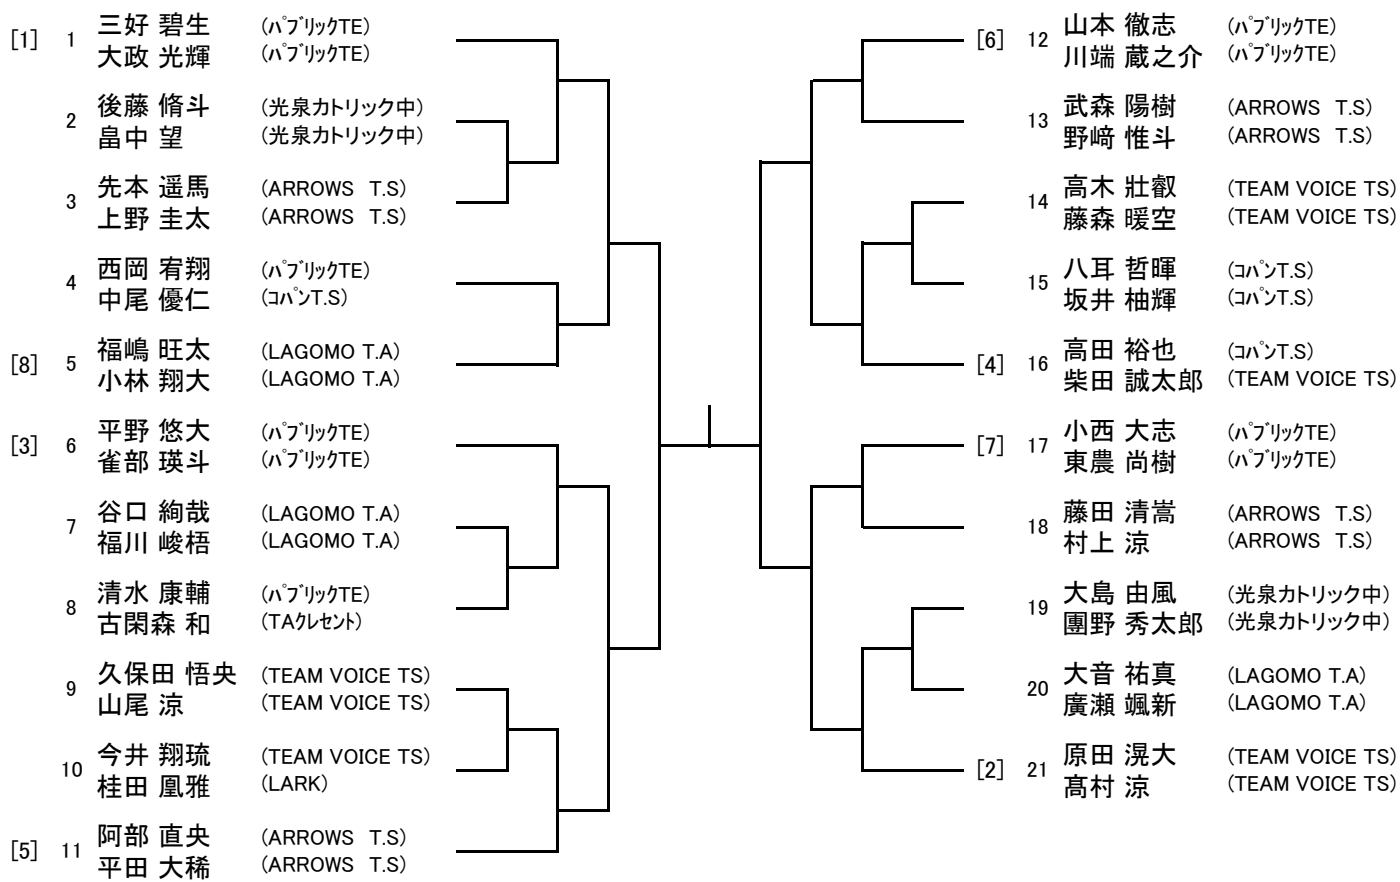 [1] 1 三好 碧生 (ﾊﾟﾌﾞﾘｯｸTE)
大政 光輝 (ﾊﾟﾌﾞﾘｯｸTE)
2 後藤 脩斗 (光泉カトリック中)
畠中 望 (光泉カトリック中)
3 先本 遥馬 (ARROWS T.S)
上野 圭太 (ARROWS T.S)
4 西岡 宥翔 (ﾊﾟﾌﾞﾘｯｸTE)
中尾 優仁 (ｺﾊﾟﾝT.S)
[8] 5 福嶋 旺太 (LAGOMO T.A)
小林 翔大 (LAGOMO T.A)
[3] 6 平野 悠大 (ﾊﾟﾌﾞﾘｯｸTE)
雀部 瑛斗 (ﾊﾟﾌﾞﾘｯｸTE)
7 谷口 絢哉 (LAGOMO T.A)
福川 峻梧 (LAGOMO T.A)
8 清水 康輔 (ﾊﾟﾌﾞﾘｯｸTE)
古閑森 和 (TAｸﾚｾﾝﾄ)
9 久保田 悟央 (TEAM VOICE TS)
山尾 涼 (TEAM VOICE TS)
10 今井 翔琉 (TEAM VOICE TS)
桂田 凰雅 (LARK)
[5] 11 阿部 直央 (ARROWS T.S)
平田 大稀 (ARROWS T.S)
[6] 12 山本 徹志 (ﾊﾟﾌﾞﾘｯｸTE)
川端 蔵之介 (ﾊﾟﾌﾞﾘｯｸTE)
13 武森 陽樹 (ARROWS T.S)
野﨑 惟斗 (ARROWS T.S)
14 高木 壯叡 (TEAM VOICE TS)
藤森 暖空 (TEAM VOICE TS)
15 八耳 哲暉 (ｺﾊﾟﾝT.S)
坂井 柚輝 (ｺﾊﾟﾝT.S)
[4] 16 高田 裕也 (ｺﾊﾟﾝT.S)
柴田 誠太郎 (TEAM VOICE TS)
[7] 17 小西 大志 (ﾊﾟﾌﾞﾘｯｸTE)
東農 尚樹 (ﾊﾟﾌﾞﾘｯｸTE)
18 藤田 清嵩 (ARROWS T.S)
村上 涼 (ARROWS T.S)
19 大島 由風 (光泉カトリック中)
團野 秀太郎 (光泉カトリック中)
20 大音 祐真 (LAGOMO T.A)
廣瀬 颯新 (LAGOMO T.A)
[2] 21 原田 滉大 (TEAM VOICE TS)
髙村 涼 (TEAM VOICE TS)